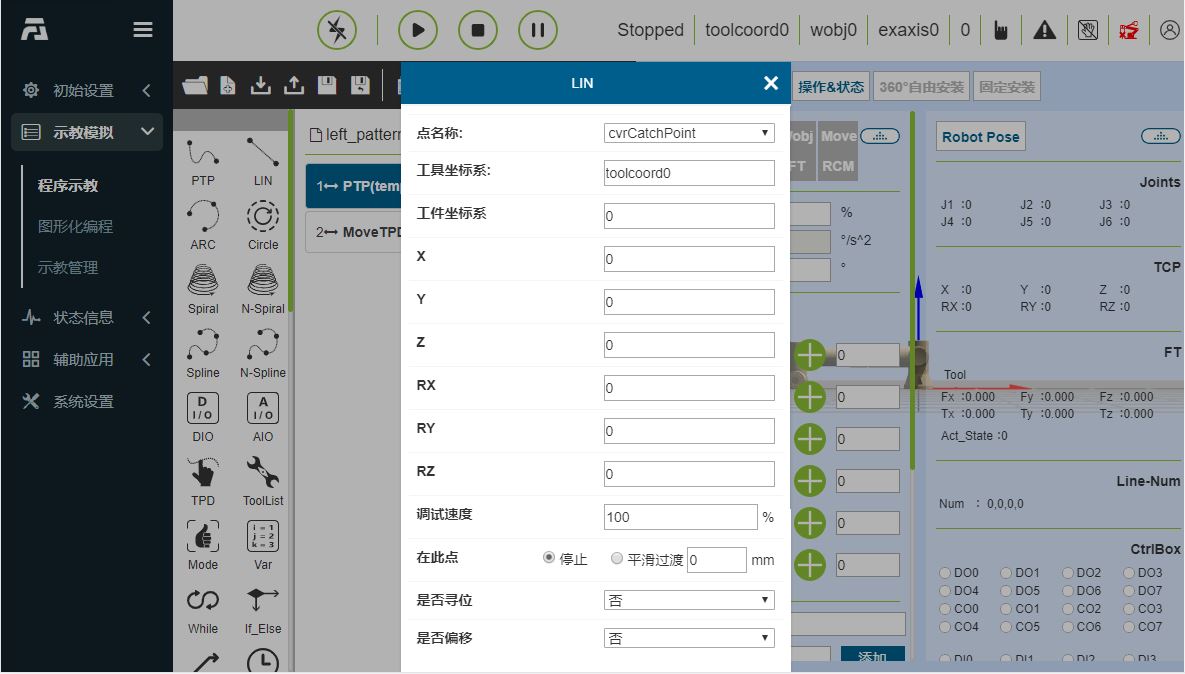 Stopped
toolcoord0
wobj0
exaxis0
0
初始设置
示教模拟
程序示教
图形化编程
示教管理
状态信息
辅助应用
系统设置
PTP LIN
ARC Circle
Spiral N-Spiral
Spline N-Spline
D I/O A I/O
DIO AIO
TPD ToolList
i = 1
j = 2
k = 3
Mode Var
While If_Else
left_pattern
1 PTP(temp
2 MoveTPD
LIN
点名称: cvrCatchPoint
工具坐标系: toolcoord0
工件坐标系 0
X 0
Y 0
Z 0
RX 0
RY 0
RZ 0
调试速度 100 %
在此点 停止 平滑过渡 0 mm
是否寻位 否
是否偏移 否
操作&状态 360°自由安装 固定安装
obj Move
FT RCM
%
°/s^2
°
0
0
0
0
0
0
添加
Robot Pose
Joints
J1 :0 J2 :0 J3 :0
J4 :0 J5 :0 J6 :0
TCP
X :0 Y :0 Z :0
RX :0 RY :0 RZ :0
FT
Tool
Fx :0.000 Fy :0.000 Fz :0.000
Tx :0.000 Ty :0.000 Tz :0.000
Act_State :0
Line-Num
Num : 0,0,0,0
CtrlBox
DO0 DO1 DO2 DO3
DO4 DO5 DO6 DO7
CO0 CO1 CO2 CO3
CO4 CO5 CO6 CO7
DI0 DI1 DI2 DI3